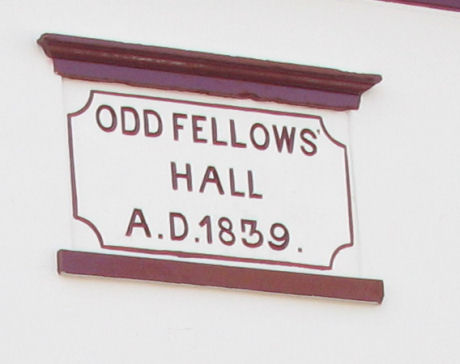 ODD FELLOWS'
HALL
A.D. 1839.